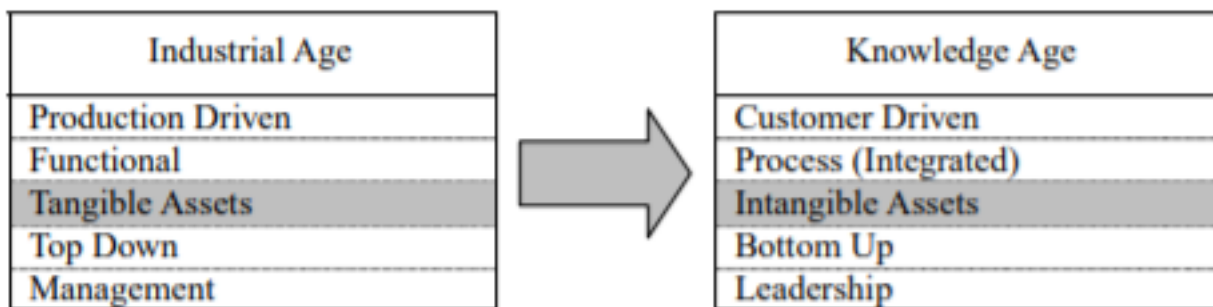 Industrial Age
Production Driven
Functional
Tangible Assets
Top Down
Management
Knowledge Age
Customer Driven
Process (Integrated)
Intangible Assets
Bottom Up
Leadership